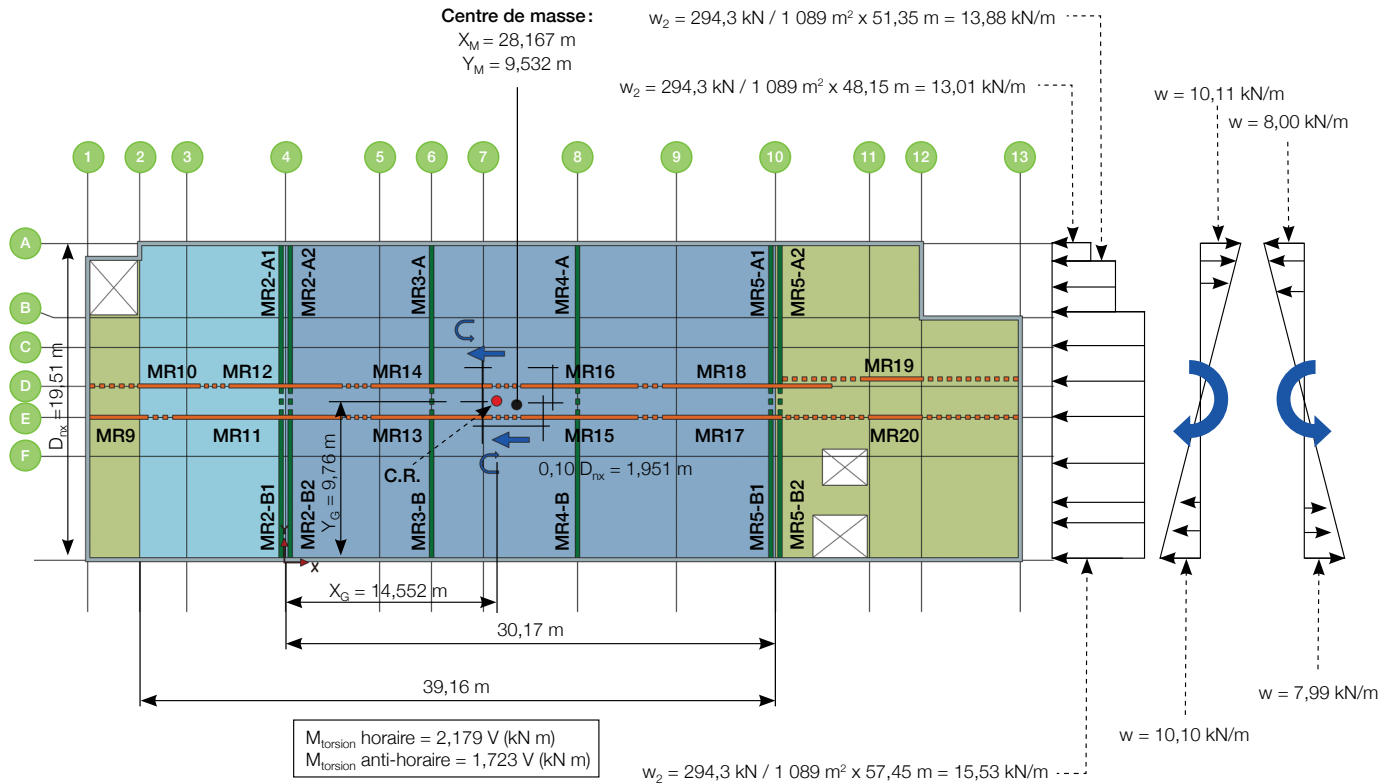 Centre de masse:
X_M = 28,167 m
Y_M = 9,532 m
w₂ = 294,3 kN / 1 089 m² x 51,35 m = 13,88 kN/m
w₂ = 294,3 kN / 1 089 m² x 48,15 m = 13,01 kN/m
w = 10,11 kN/m
w = 8,00 kN/m
1 2 3 4 5 6 7 8 9 10 11 12 13
A
B
C
D
E
F
D_nx = 19,51 m
MR2-A1
MR2-A2
MR3-A
MR4-A
MR5-A1
MR5-A2
MR10 MR12 MR14 MR16 MR18 MR19
MR9 MR11 MR13 MR15 MR17 MR20
C.R.
Y_G = 9,76 m
0,10 D_nx = 1,951 m
MR2-B1
MR2-B2
MR3-B
MR4-B
MR5-B1
MR5-B2
Y
X
X_G = 14,552 m
30,17 m
39,16 m
w = 7,99 kN/m
w = 10,10 kN/m
M_torsion horaire = 2,179 V (kN m)
M_torsion anti-horaire = 1,723 V (kN m)
w₂ = 294,3 kN / 1 089 m² x 57,45 m = 15,53 kN/m